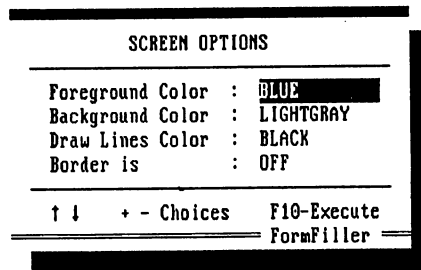 SCREEN OPTIONS
Foreground Color : BLUE
Background Color : LIGHTGRAY
Draw Lines Color : BLACK
Border is : OFF
↑ ↓ + - Choices F10-Execute
FormFiller